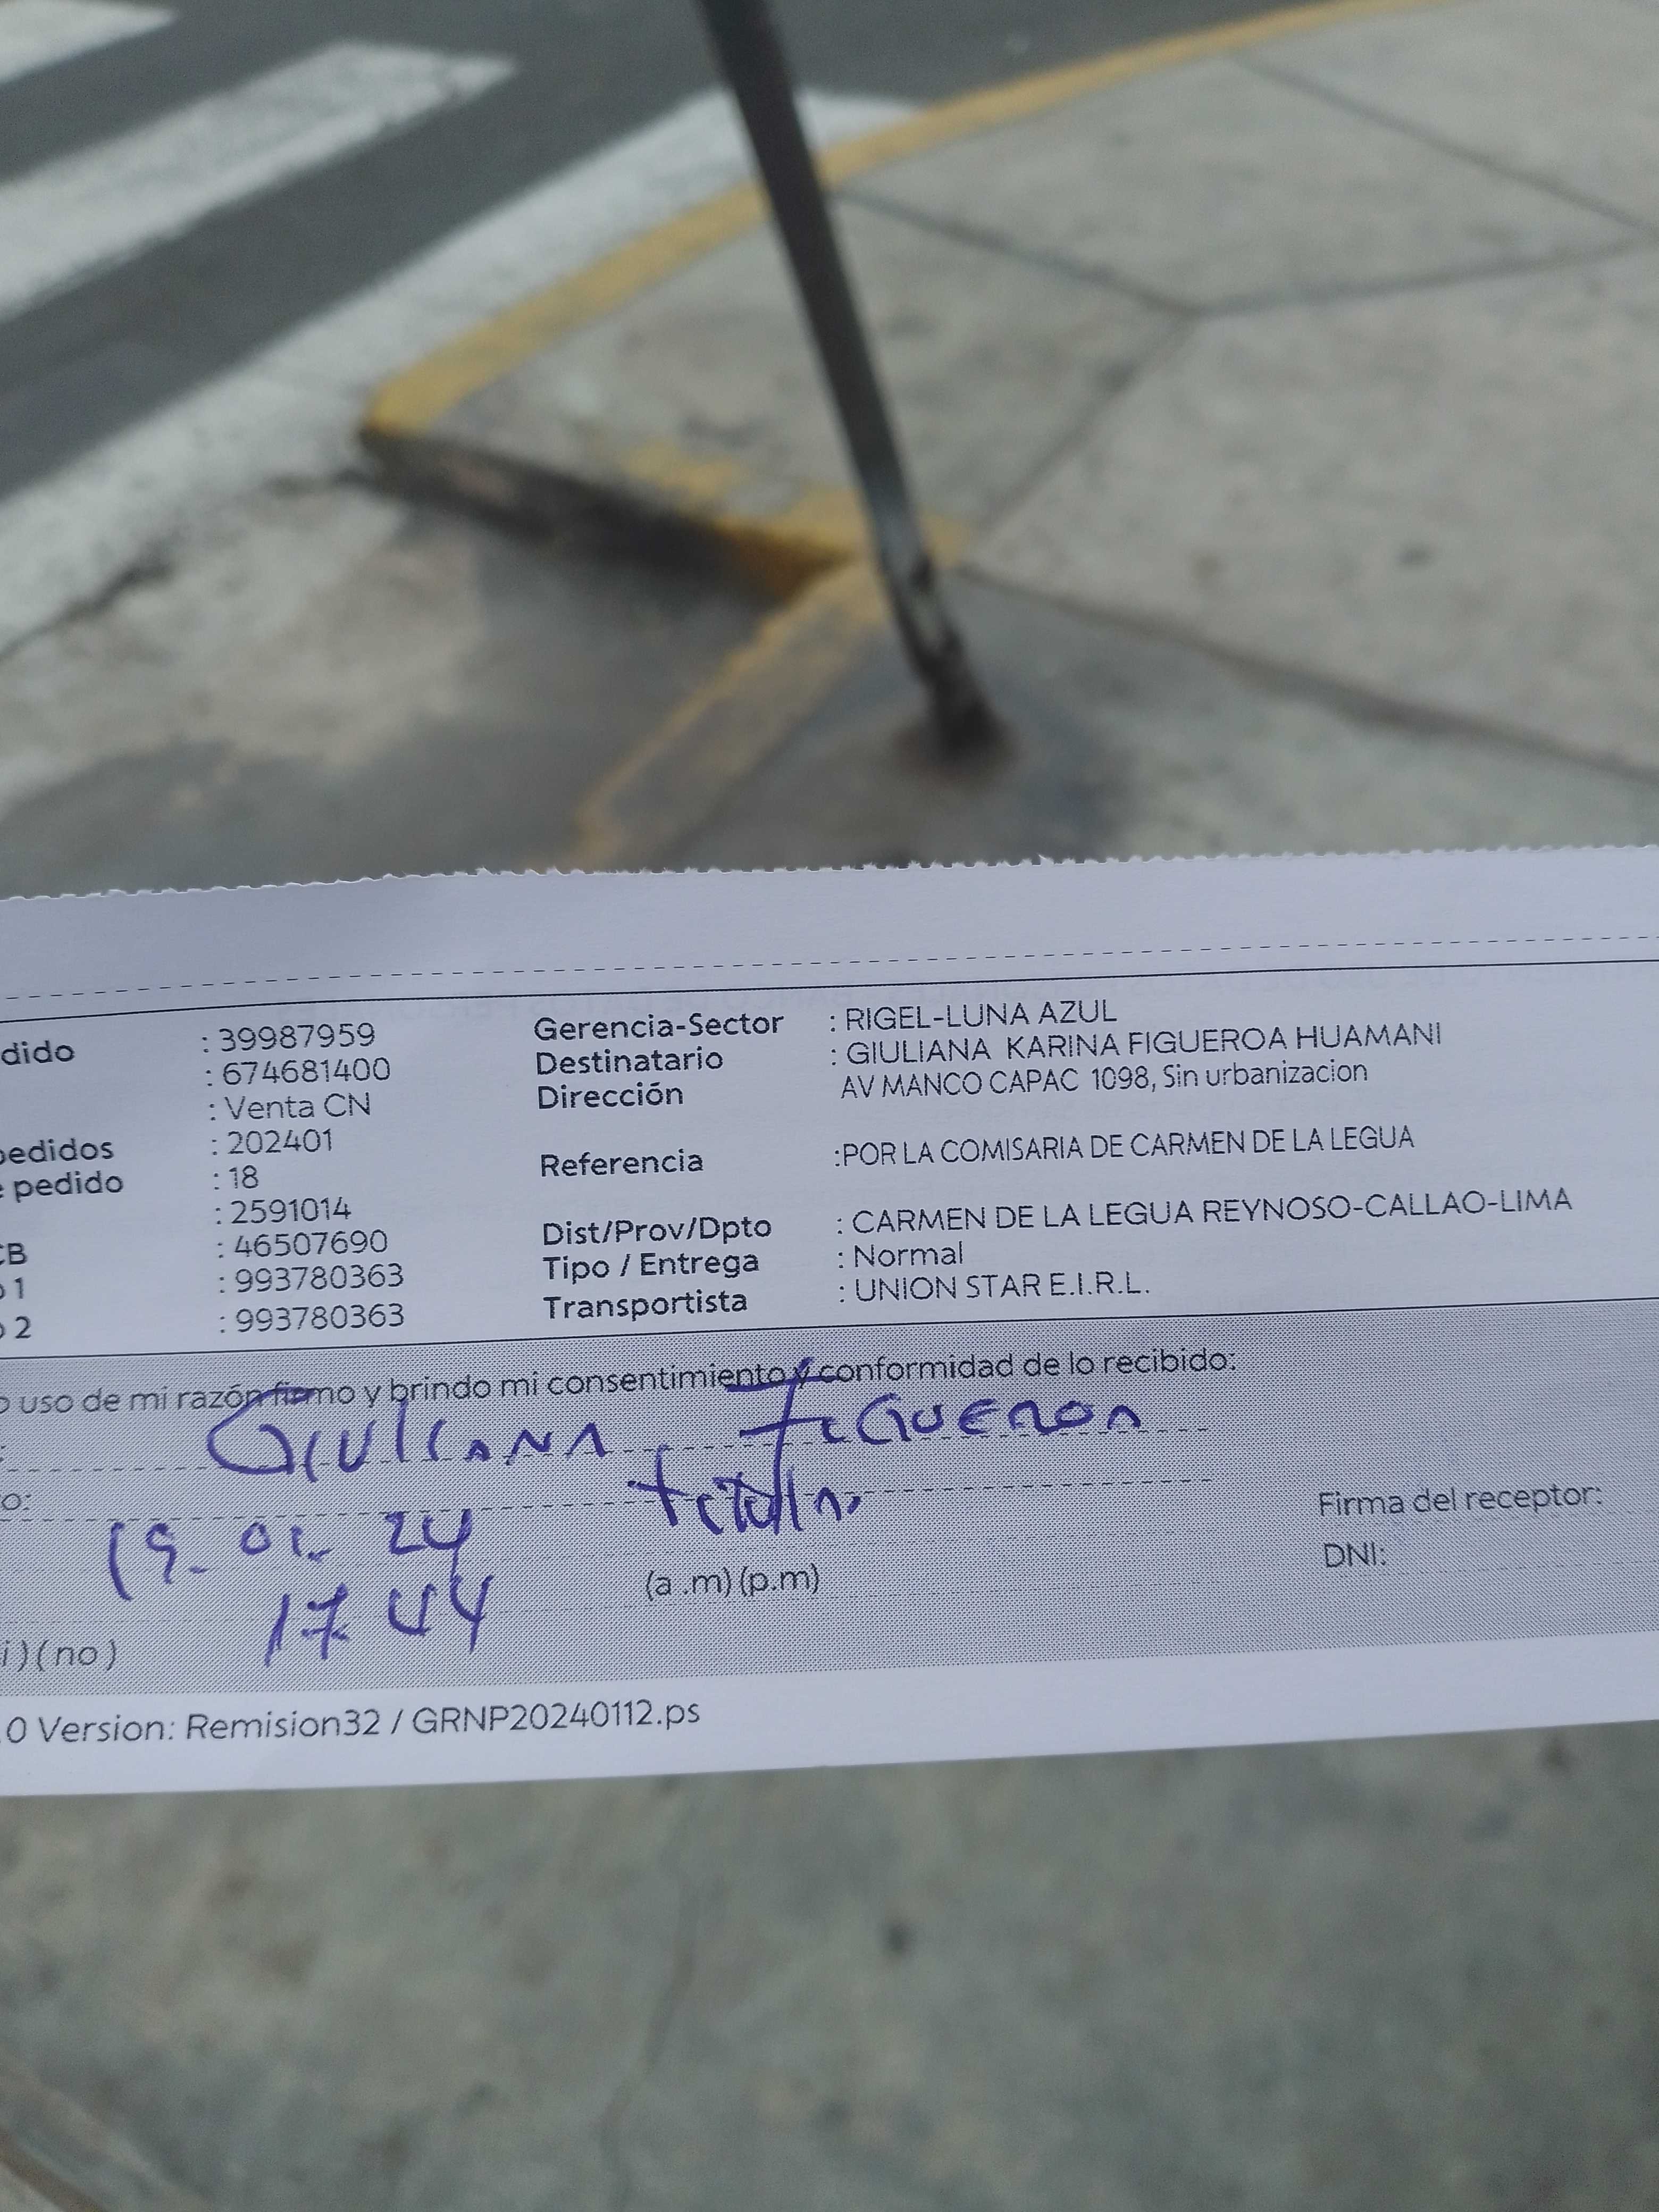 dido : 39987959
: 674681400
: Venta CN
pedidos : 202401
e pedido : 18
: 2591014
CB : 46507690
o 1 : 993780363
o 2 : 993780363
Gerencia-Sector : RIGEL-LUNA AZUL
Destinatario : GIULIANA KARINA FIGUEROA HUAMANI
Dirección AV MANCO CAPAC 1098, Sin urbanizacion
Referencia :POR LA COMISARIA DE CARMEN DE LA LEGUA
Dist/Prov/Dpto : CARMEN DE LA LEGUA REYNOSO-CALLAO-LIMA
Tipo / Entrega : Normal
Transportista : UNION STAR E.I.R.L.
o uso de mi razón firmo y brindo mi consentimiento y conformidad de lo recibido:
: GIULIANA FIGUEROA
o: titular
19-01-24
17 44 (a .m) (p.m)
Firma del receptor:
DNI:
i ) ( no )
.0 Version: Remision32 / GRNP20240112.ps